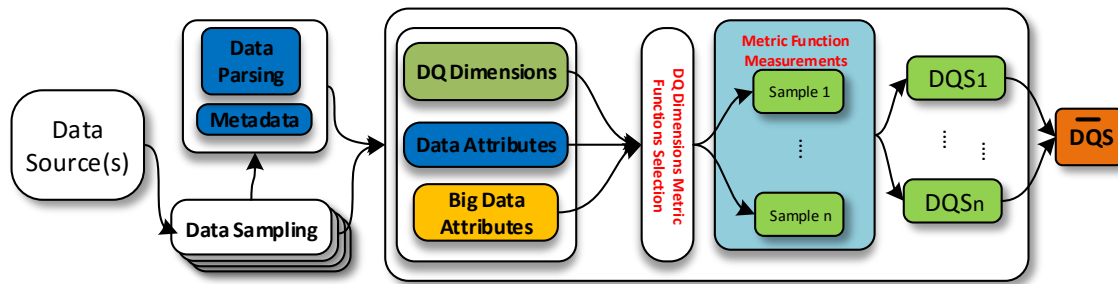 Data
Source(s)
Data
Parsing
Metadata
Data Sampling
DQ Dimensions
Data Attributes
Big Data
Attributes
DQ Dimensions Metric
Functions Selection
Metric Function
Measurements
Sample 1
...
Sample n
DQS1
... ...
DQSn
DQS